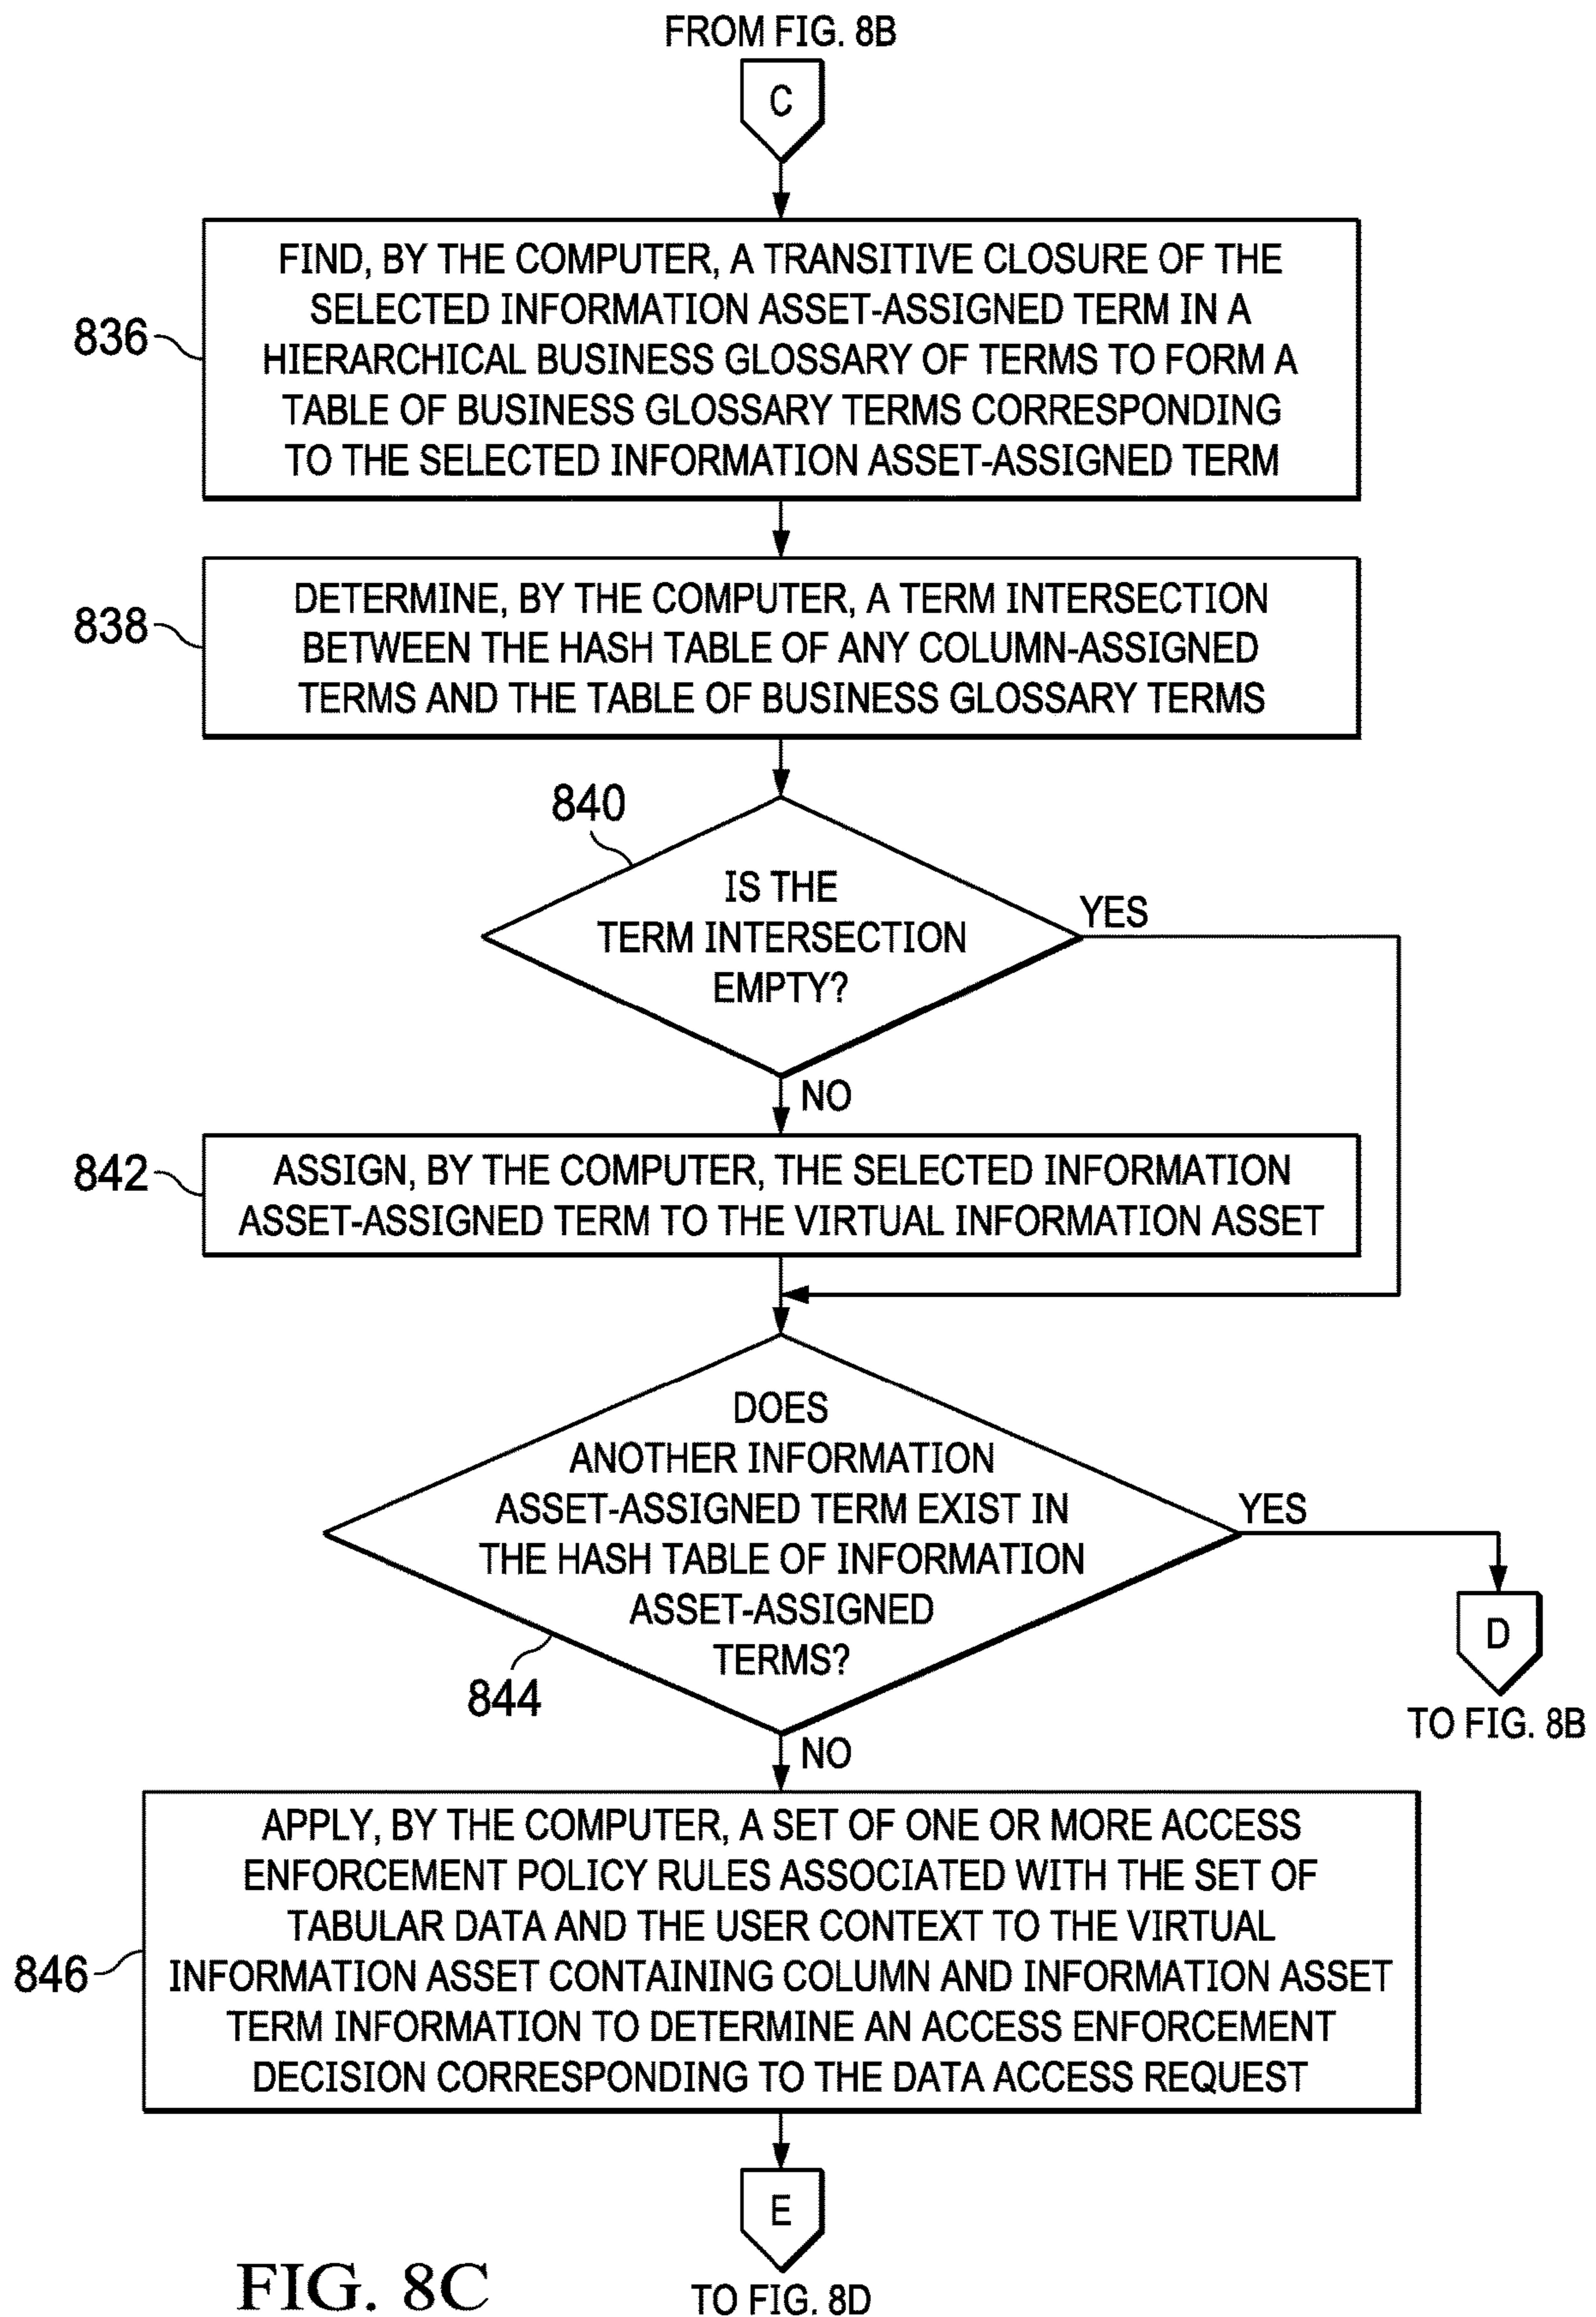 FROM FIG. 8B
C
836
FIND, BY THE COMPUTER, A TRANSITIVE CLOSURE OF THE
SELECTED INFORMATION ASSET-ASSIGNED TERM IN A
HIERARCHICAL BUSINESS GLOSSARY OF TERMS TO FORM A
TABLE OF BUSINESS GLOSSARY TERMS CORRESPONDING
TO THE SELECTED INFORMATION ASSET-ASSIGNED TERM
838
DETERMINE, BY THE COMPUTER, A TERM INTERSECTION
BETWEEN THE HASH TABLE OF ANY COLUMN-ASSIGNED
TERMS AND THE TABLE OF BUSINESS GLOSSARY TERMS
840
IS THE
TERM INTERSECTION
EMPTY?
YES
NO
842
ASSIGN, BY THE COMPUTER, THE SELECTED INFORMATION
ASSET-ASSIGNED TERM TO THE VIRTUAL INFORMATION ASSET
DOES
ANOTHER INFORMATION
ASSET-ASSIGNED TERM EXIST IN
THE HASH TABLE OF INFORMATION
ASSET-ASSIGNED
TERMS?
844
YES
D
TO FIG. 8B
NO
846
APPLY, BY THE COMPUTER, A SET OF ONE OR MORE ACCESS
ENFORCEMENT POLICY RULES ASSOCIATED WITH THE SET OF
TABULAR DATA AND THE USER CONTEXT TO THE VIRTUAL
INFORMATION ASSET CONTAINING COLUMN AND INFORMATION ASSET
TERM INFORMATION TO DETERMINE AN ACCESS ENFORCEMENT
DECISION CORRESPONDING TO THE DATA ACCESS REQUEST
E
TO FIG. 8D
FIG. 8C